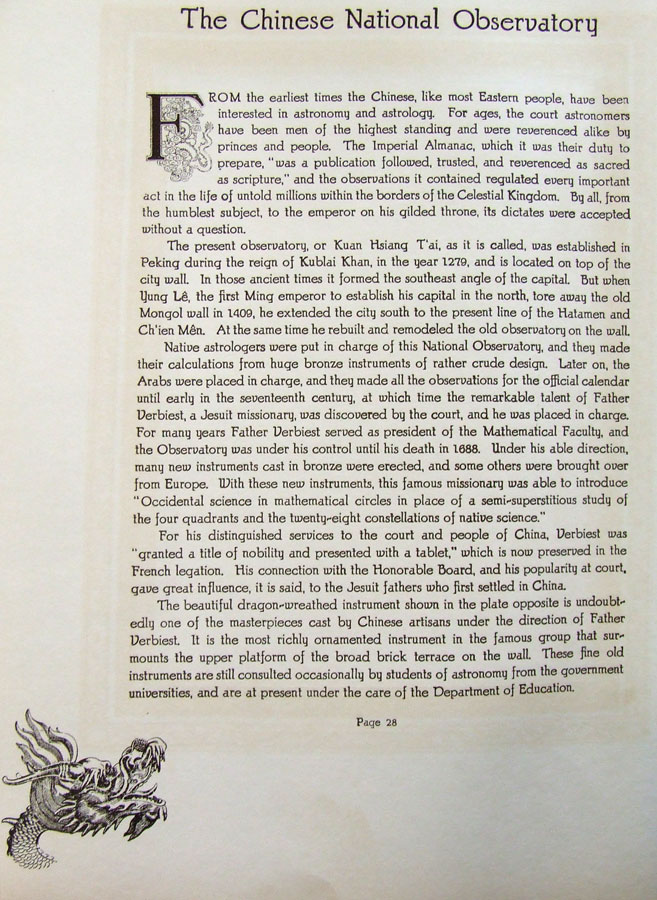 The Chinese National Observatory
FROM the earliest times the Chinese, like most Eastern people, have been
interested in astronomy and astrology. For ages, the court astronomers
have been men of the highest standing and were reverenced alike by
princes and people. The Imperial Almanac, which it was their duty to
prepare, "was a publication followed, trusted, and reverenced as sacred
as scripture," and the observations it contained regulated every important
act in the life of untold millions within the borders of the Celestial Kingdom. By all, from
the humblest subject, to the emperor on his gilded throne, its dictates were accepted
without a question.
The present observatory, or Kuan Hsiang T'ai, as it is called, was established in
Peking during the reign of Kublai Khan, in the year 1279, and is located on top of the
city wall. In those ancient times it formed the southeast angle of the capital. But when
Yung Lê, the first Ming emperor to establish his capital in the north, tore away the old
Mongol wall in 1409, he extended the city south to the present line of the Hatamen and
Ch'ien Mên. At the same time he rebuilt and remodeled the old observatory on the wall.
Native astrologers were put in charge of this National Observatory, and they made
their calculations from huge bronze instruments of rather crude design. Later on, the
Arabs were placed in charge, and they made all the observations for the official calendar
until early in the seventeenth century, at which time the remarkable talent of Father
Verbiest, a Jesuit missionary, was discovered by the court, and he was placed in charge.
For many years Father Verbiest served as president of the Mathematical Faculty, and
the Observatory was under his control until his death in 1688. Under his able direction,
many new instruments cast in bronze were erected, and some others were brought over
from Europe. With these new instruments, this famous missionary was able to introduce
"Occidental science in mathematical circles in place of a semi-superstitious study of
the four quadrants and the twenty-eight constellations of native science."
For his distinguished services to the court and people of China, Verbiest was
"granted a title of nobility and presented with a tablet," which is now preserved in the
French legation. His connection with the Honorable Board, and his popularity at court,
gave great influence, it is said, to the Jesuit fathers who first settled in China.
The beautiful dragon-wreathed instrument shown in the plate opposite is undoubt-
edly one of the masterpieces cast by Chinese artisans under the direction of Father
Verbiest. It is the most richly ornamented instrument in the famous group that sur-
mounts the upper platform of the broad brick terrace on the wall. These fine old
instruments are still consulted occasionally by students of astronomy from the government
universities, and are at present under the care of the Department of Education.
Page 28